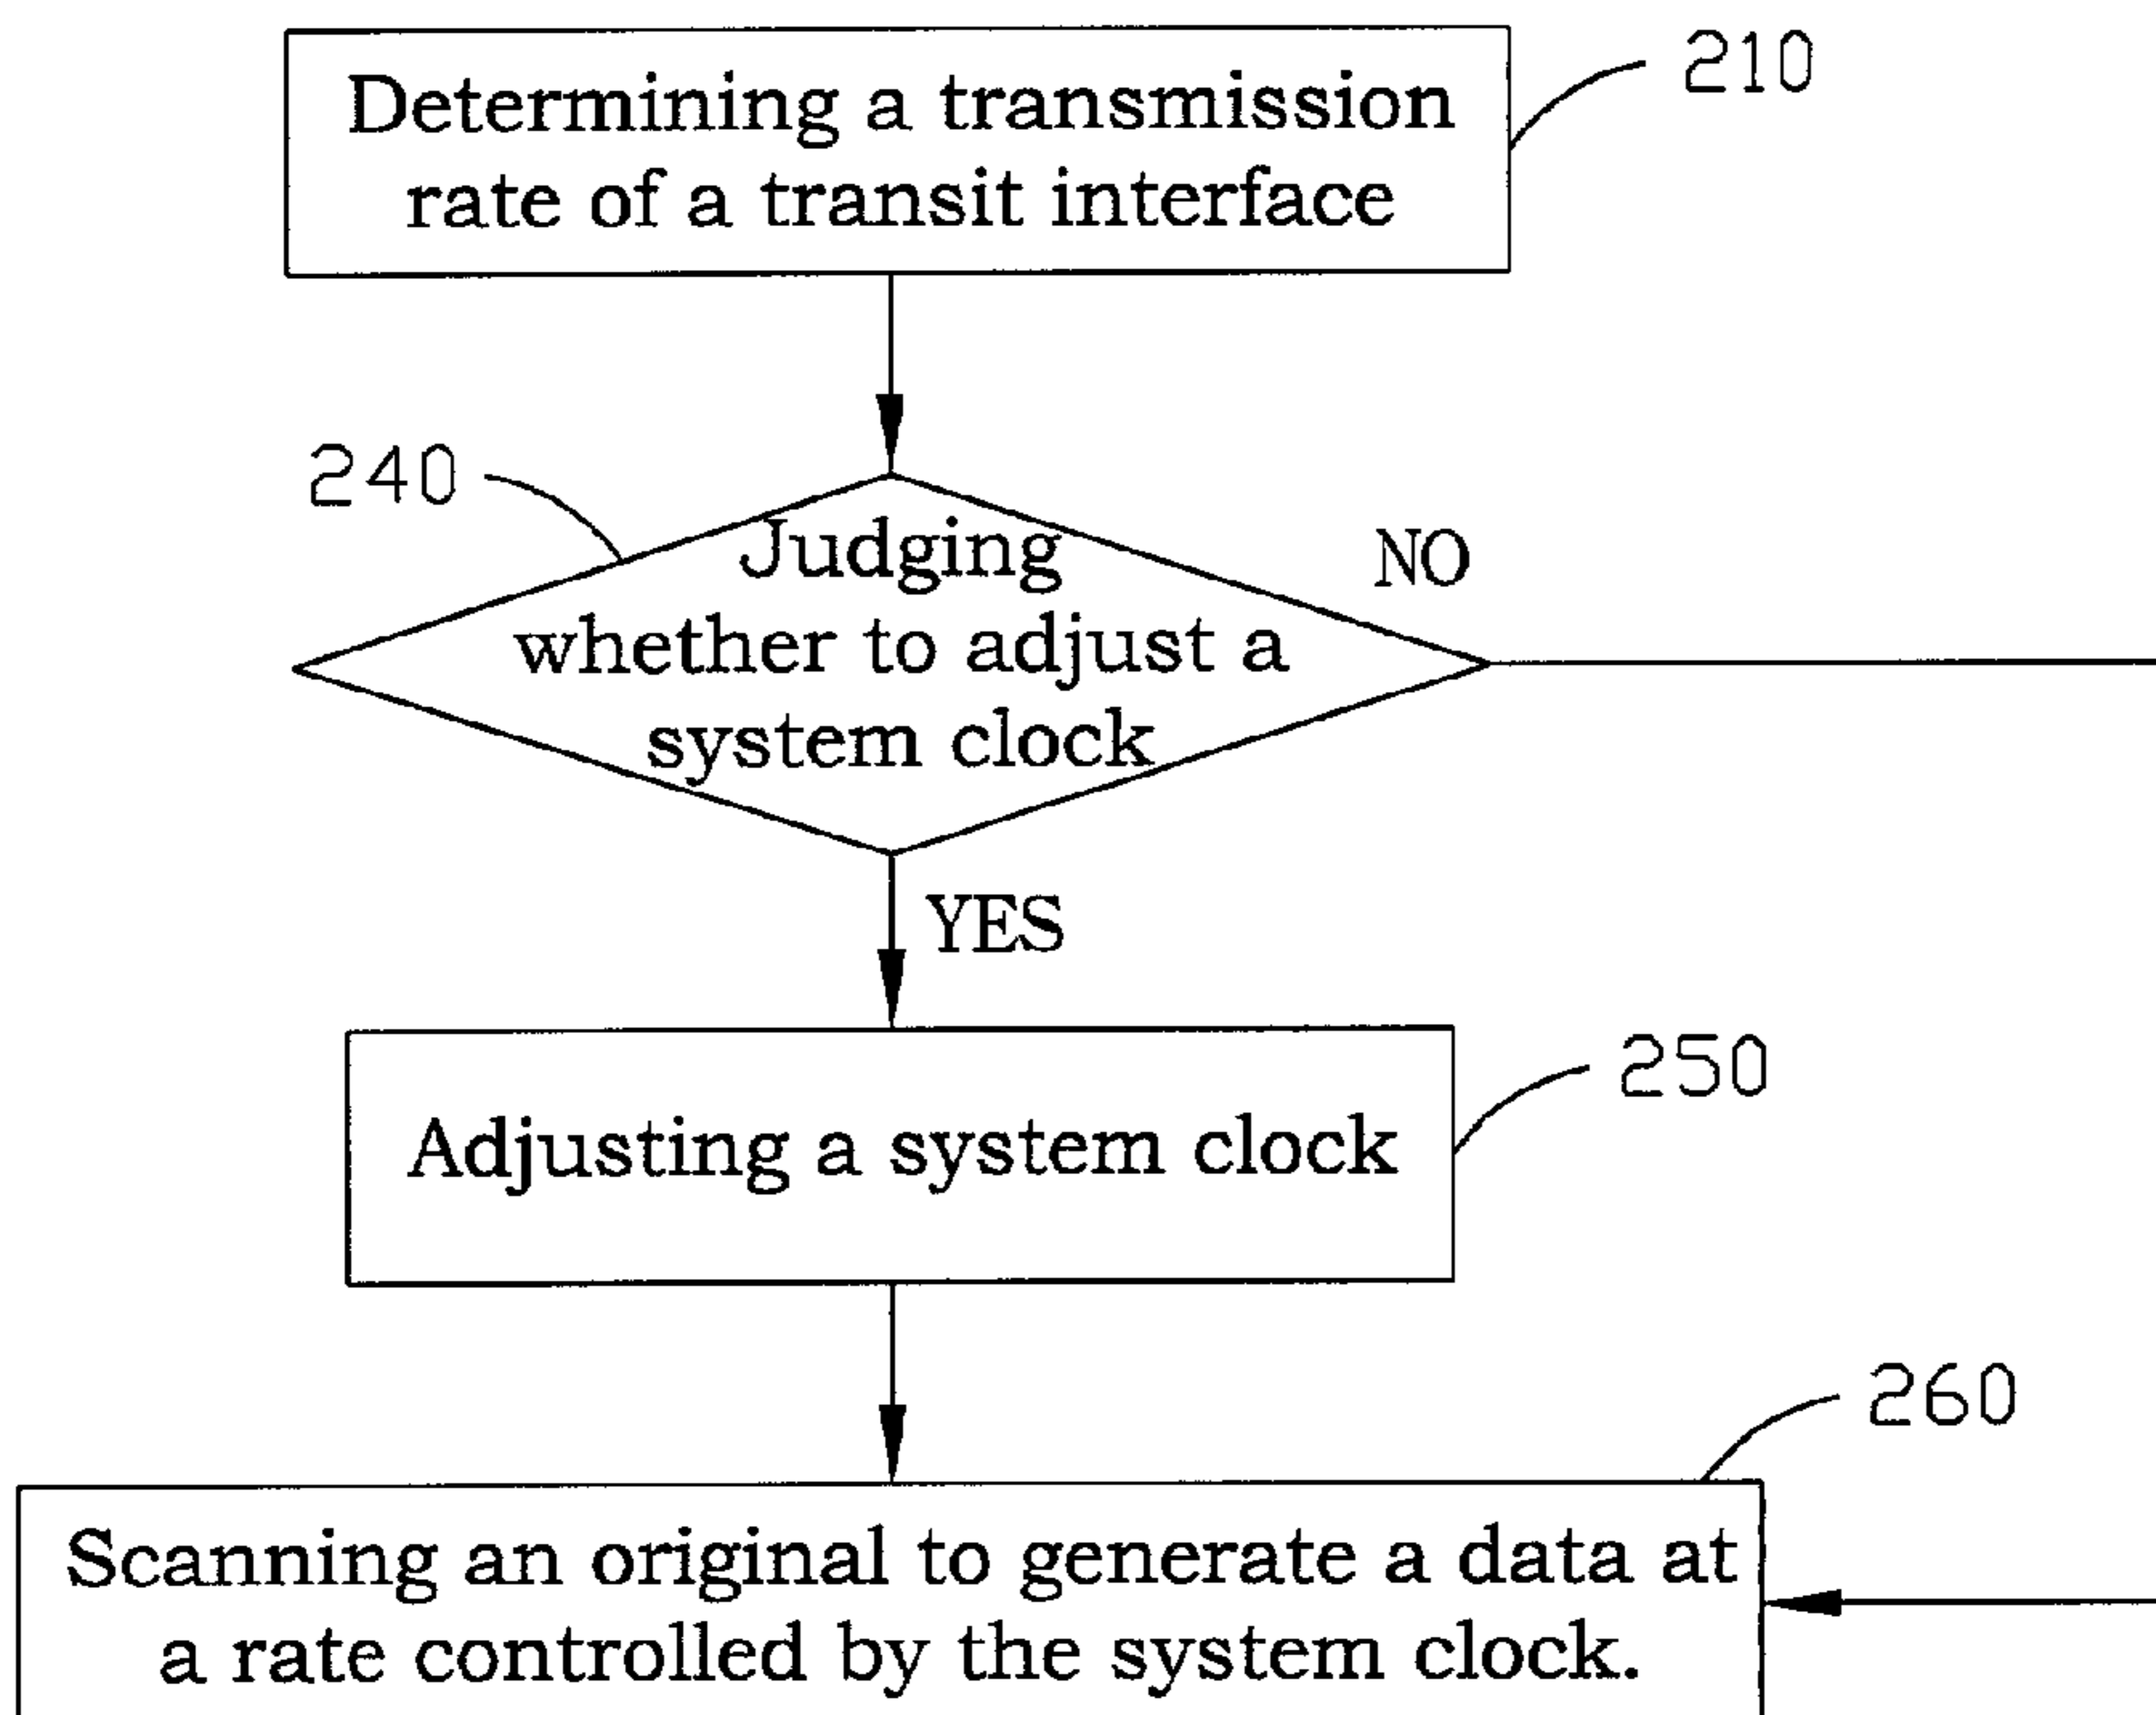 Determining a transmission
rate of a transit interface
210
240
Judging
whether to adjust a
system clock
NO
YES
Adjusting a system clock
250
260
Scanning an original to generate a data at
a rate controlled by the system clock.